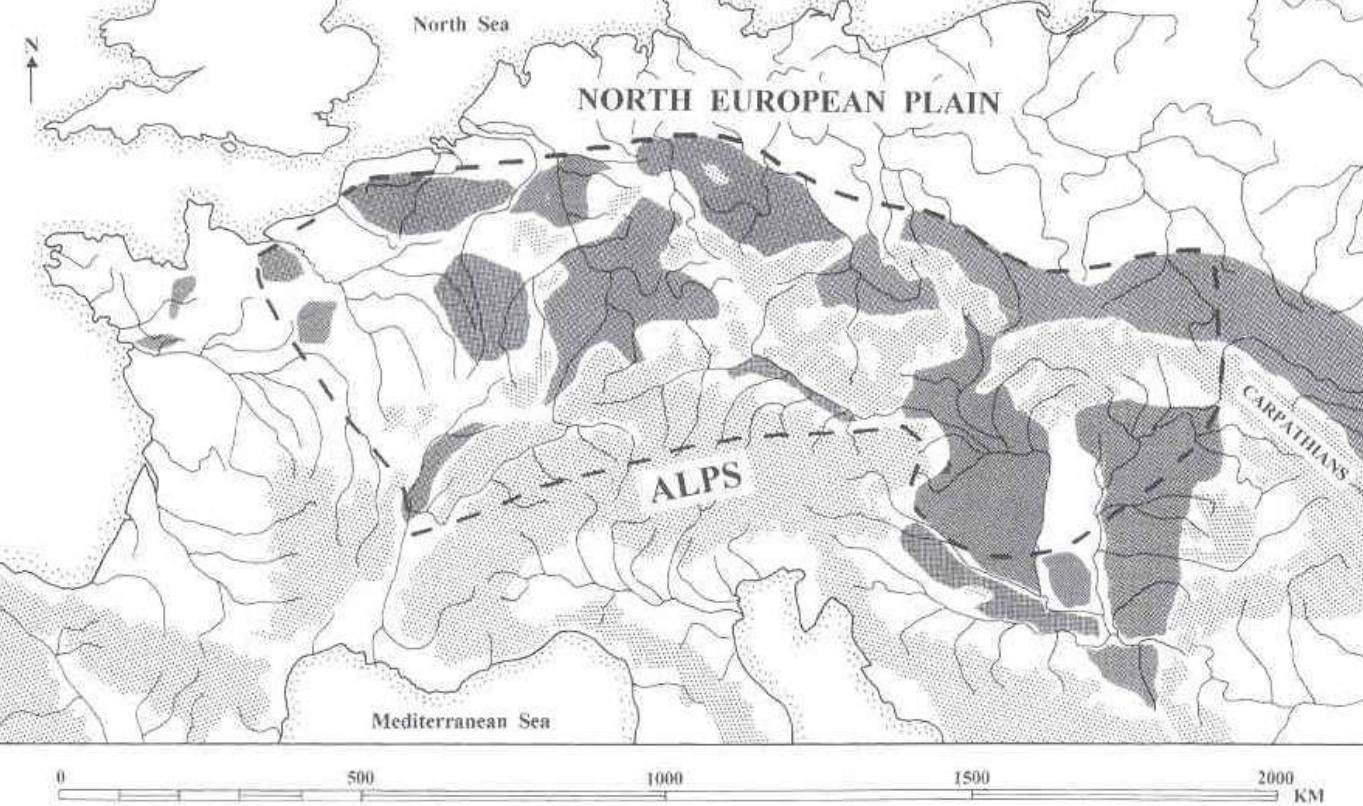 North Sea
N
NORTH EUROPEAN PLAIN
CARPATHIANS
ALPS
Mediterranean Sea
0 500 1000 1500 2000
KM